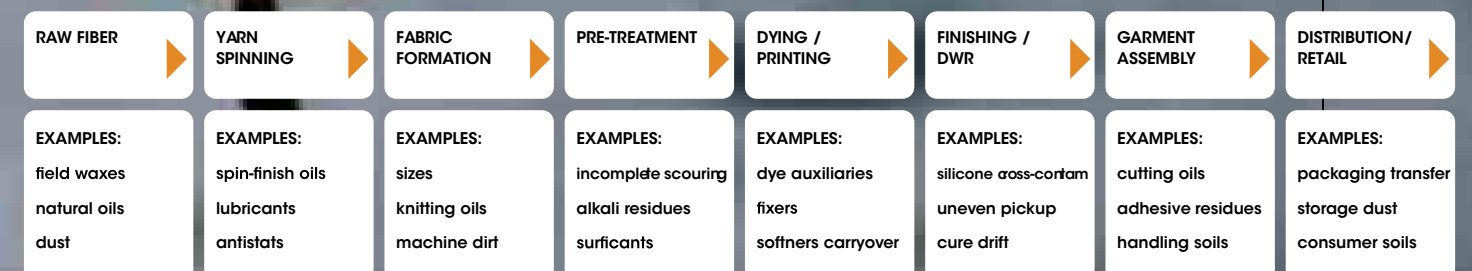 RAW FIBER
YARN
SPINNING
FABRIC
FORMATION
PRE-TREATMENT
DYING /
PRINTING
FINISHING /
DWR
GARMENT
ASSEMBLY
DISTRIBUTION/
RETAIL
EXAMPLES:
field waxes
natural oils
dust
EXAMPLES:
spin-finish oils
lubricants
antistats
EXAMPLES:
sizes
knitting oils
machine dirt
EXAMPLES:
incomplete scouring
alkali residues
surficants
EXAMPLES:
dye auxiliaries
fixers
softners carryover
EXAMPLES:
silicone cross-contam
uneven pickup
cure drift
EXAMPLES:
cutting oils
adhesive residues
handling soils
EXAMPLES:
packaging transfer
storage dust
consumer soils